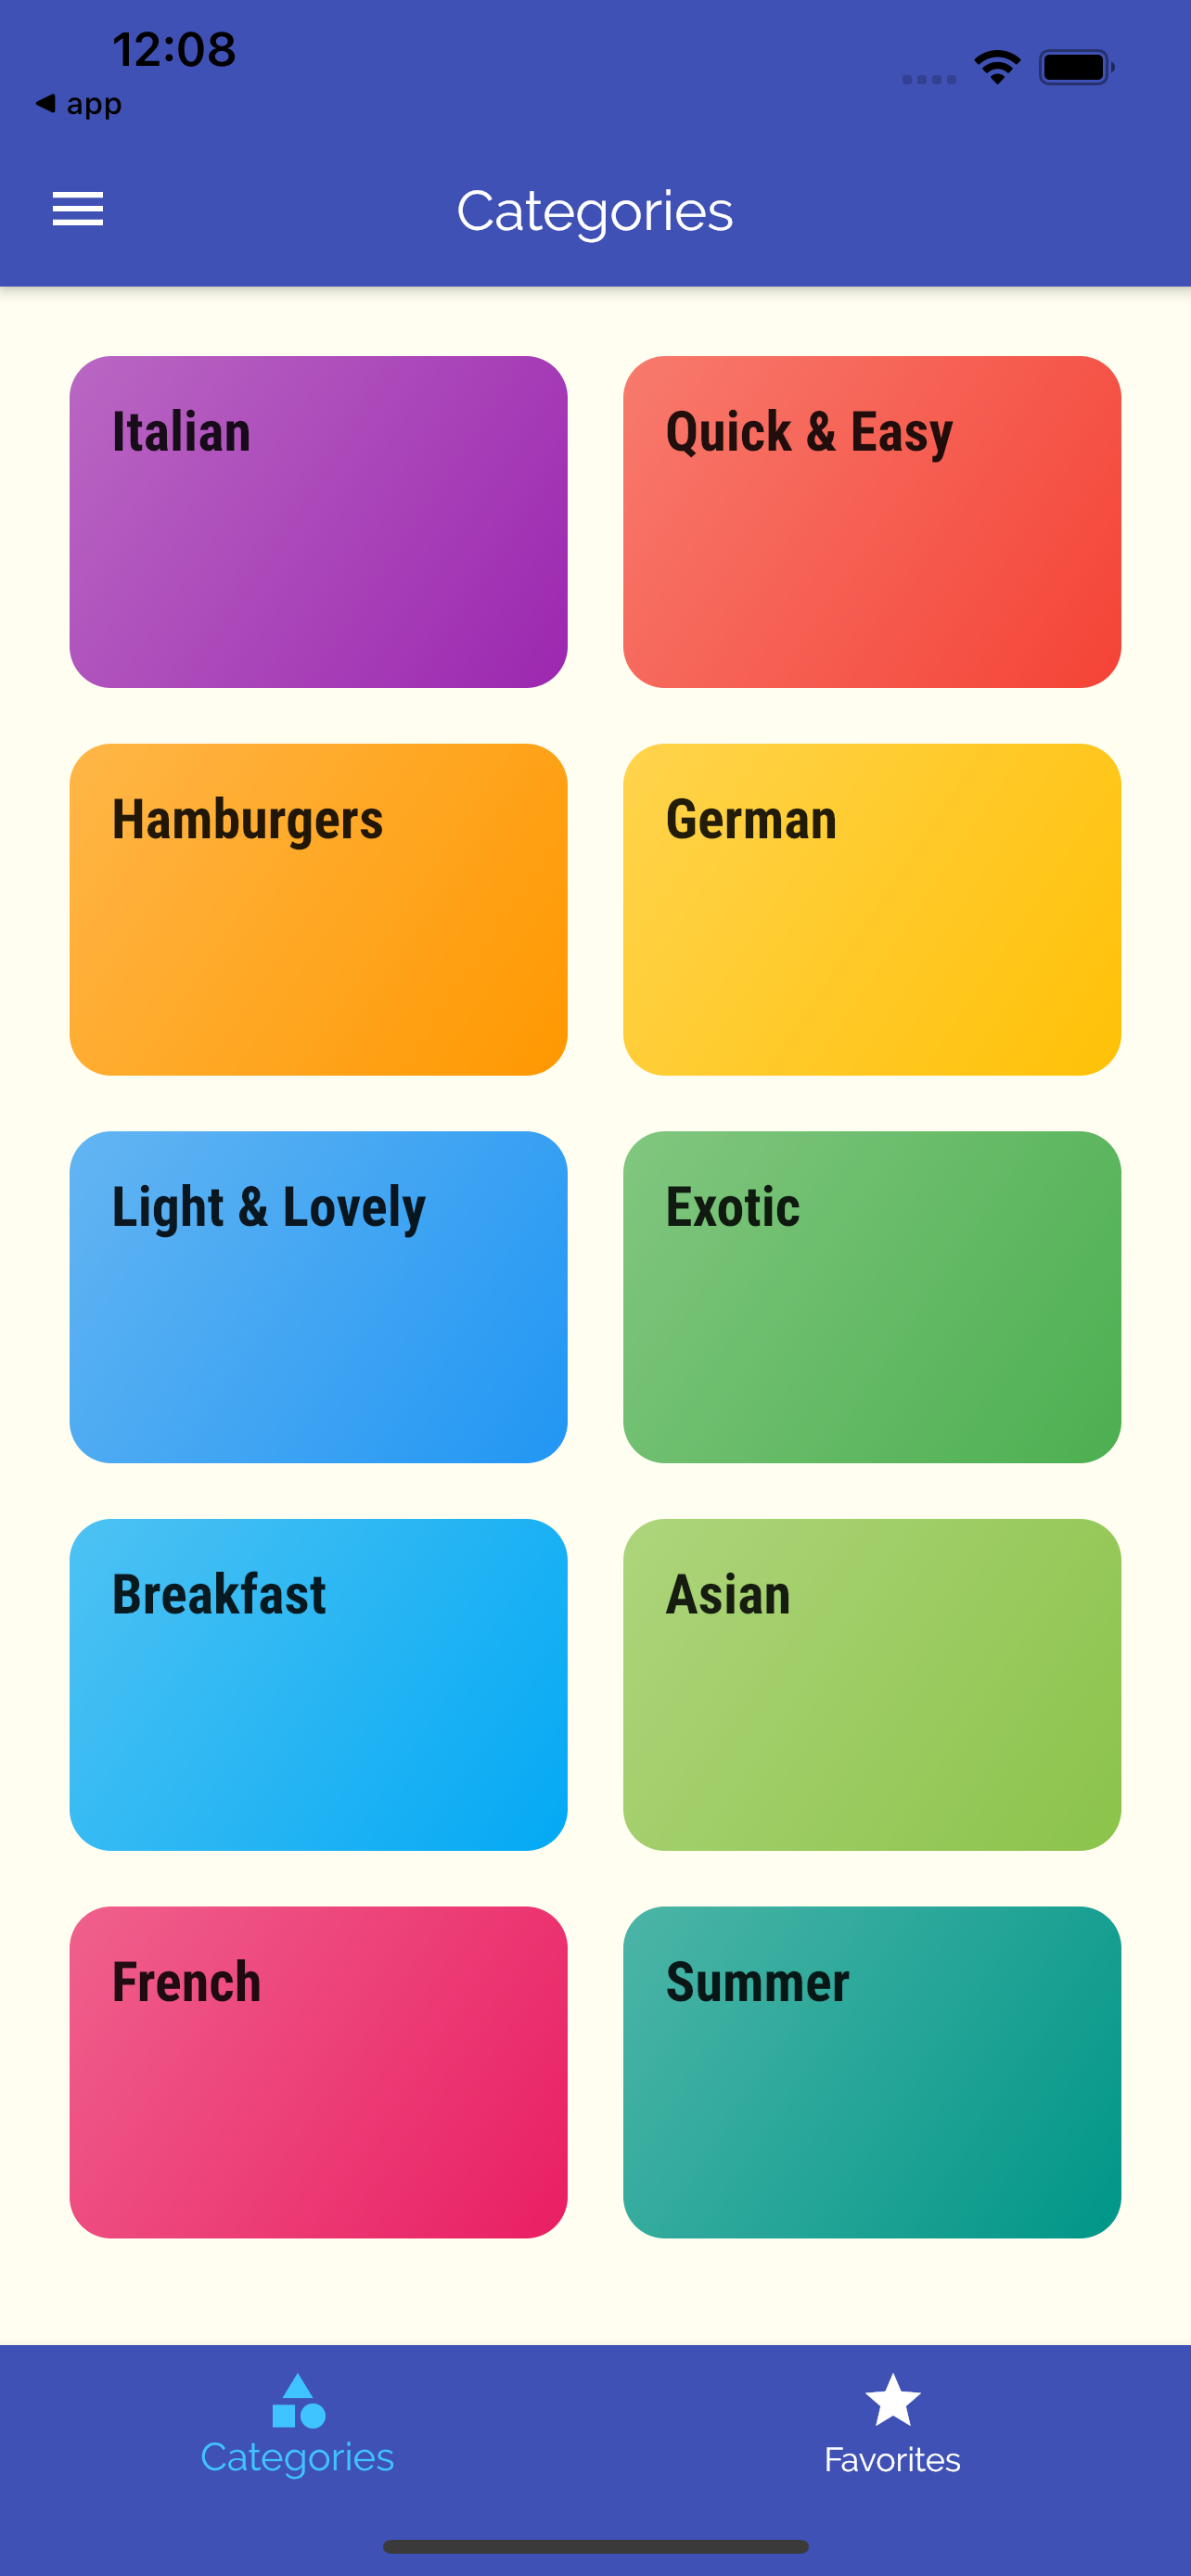 12:08
app
Categories
Italian
Quick & Easy
Hamburgers
German
Light & Lovely
Exotic
Breakfast
Asian
French
Summer
Categories
Favorites